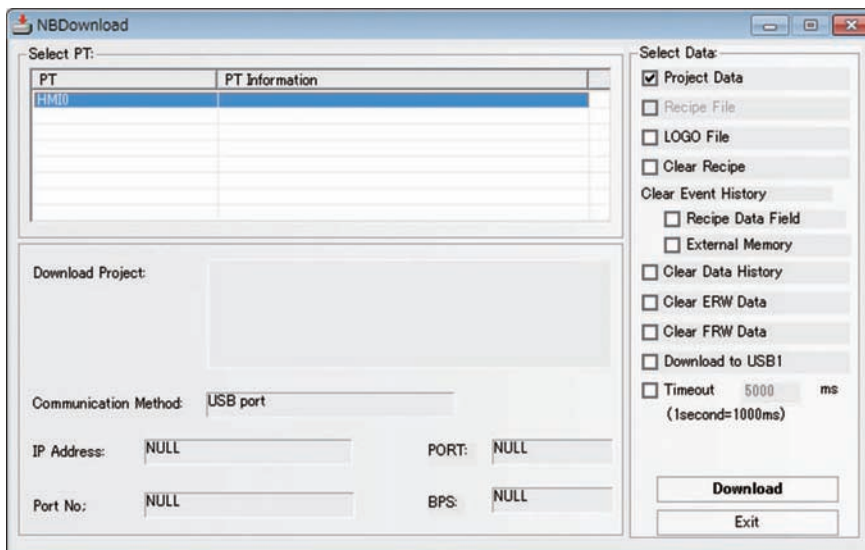 NBDownload
Select PT:
PT PT Information
HMI0
Download Project:
Communication Method: USB port
IP Address: NULL PORT: NULL
Port No; NULL BPS: NULL
Select Data:
Project Data
Recipe File
LOGO File
Clear Recipe
Clear Event History
Recipe Data Field
External Memory
Clear Data History
Clear ERW Data
Clear FRW Data
Download to USB1
Timeout 5000 ms
(1second=1000ms)
Download
Exit